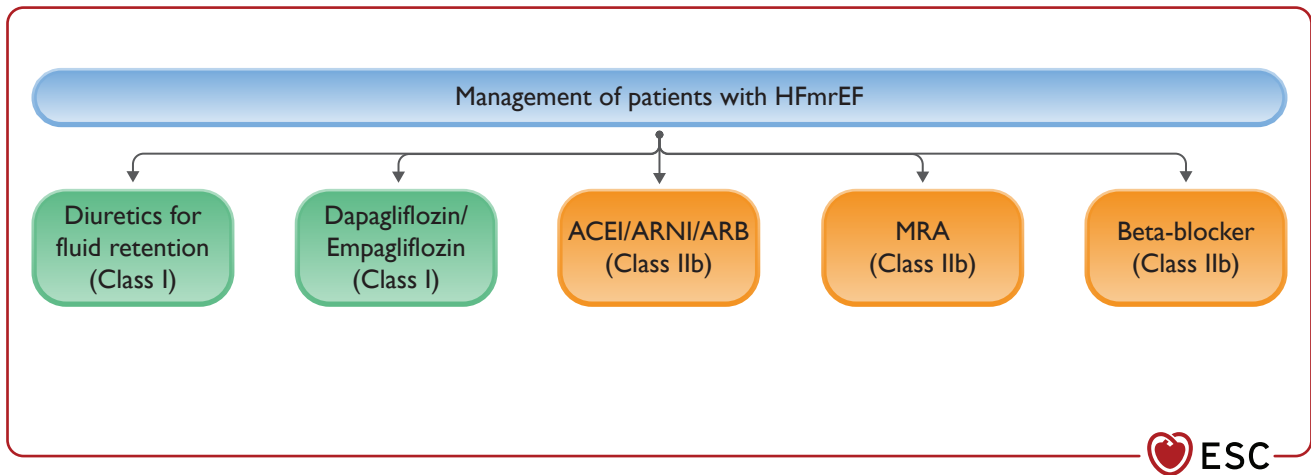 Management of patients with HFmrEF
Diuretics for
fluid retention
(Class I)
Dapagliflozin/
Empagliflozin
(Class I)
ACEI/ARNI/ARB
(Class IIb)
MRA
(Class IIb)
Beta-blocker
(Class IIb)
ESC